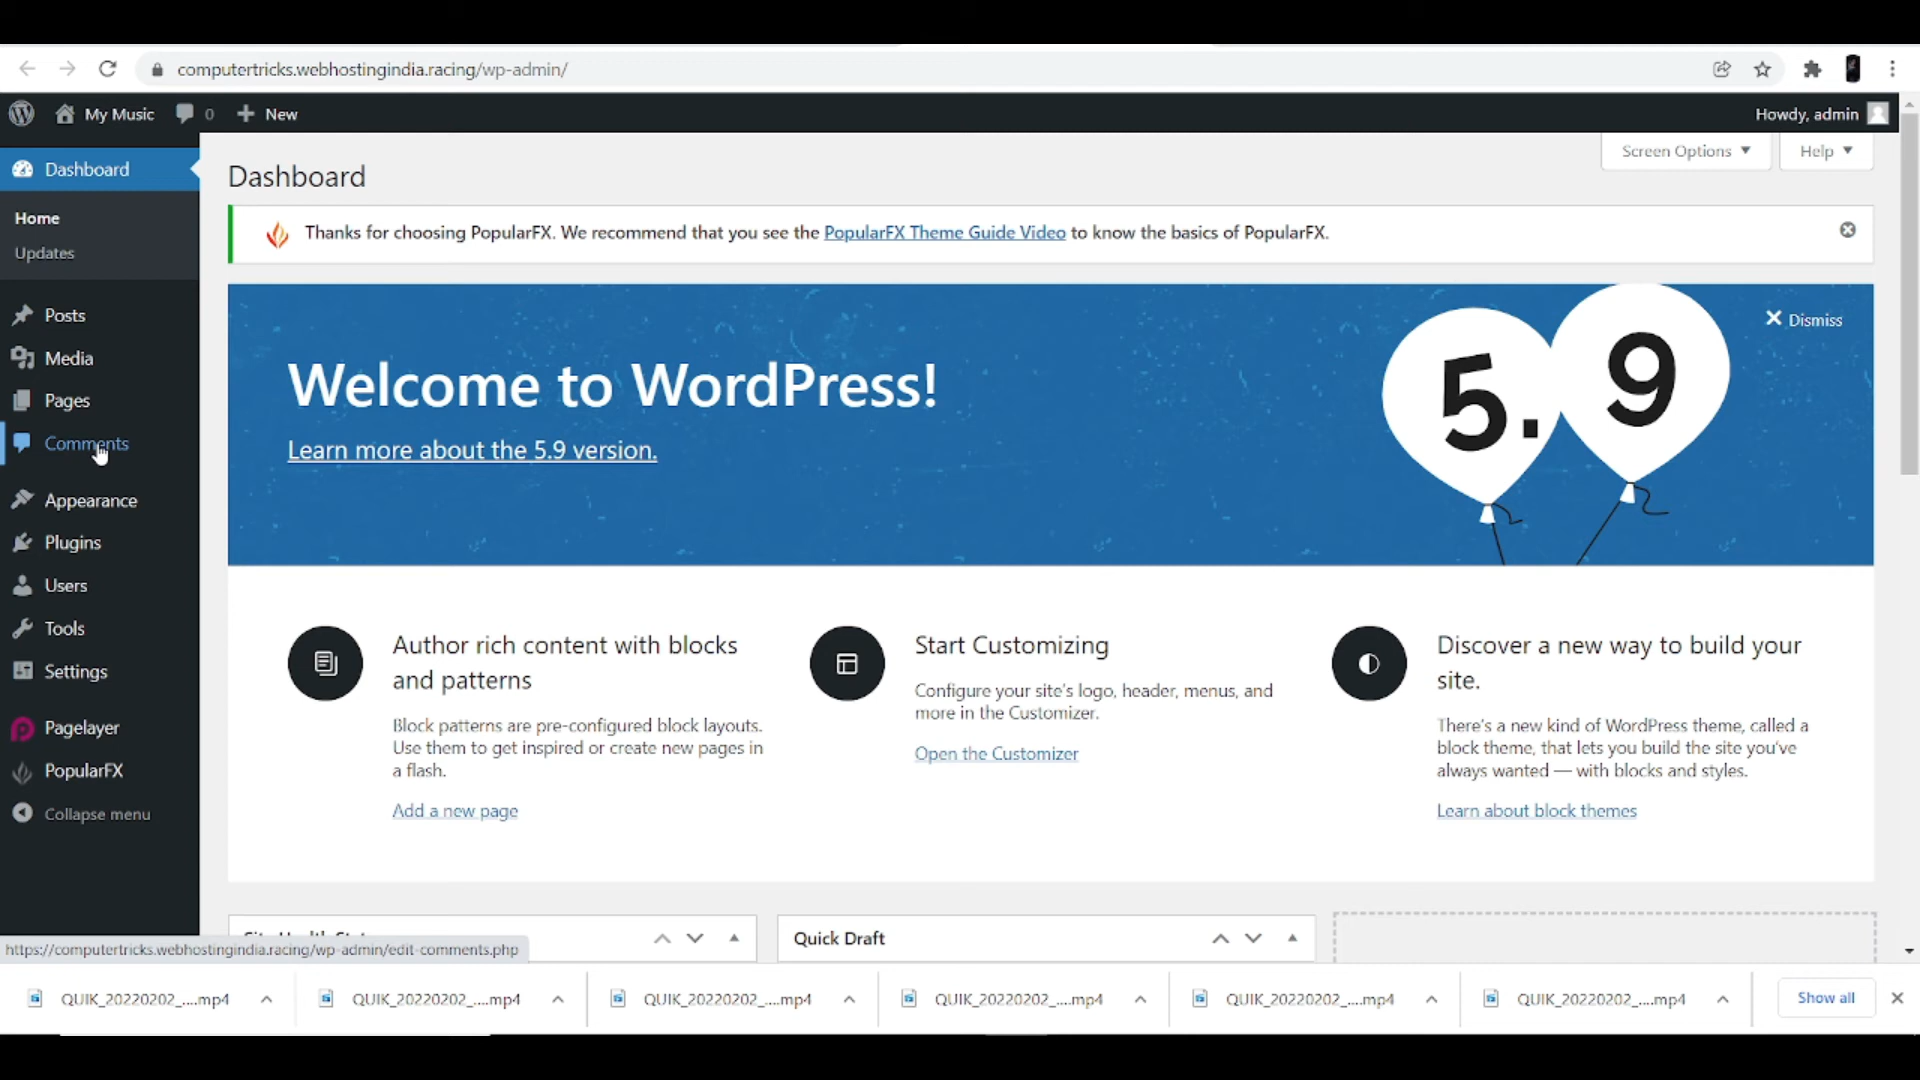 computertricks.webhostingindia.racing/wp-admin/
My Music 0 New Howdy, admin
Screen Options Help
Dashboard
Home
Updates
Posts
Media
Pages
Comments
Appearance
Plugins
Users
Tools
Settings
Pagelayer
PopularFX
Collapse menu
Dashboard
Thanks for choosing PopularFX. We recommend that you see the PopularFX Theme Guide Video to know the basics of PopularFX.
Dismiss
Welcome to WordPress!
Learn more about the 5.9 version.
5.9
Author rich content with blocks
and patterns
Block patterns are pre-configured block layouts.
Use them to get inspired or create new pages in
a flash.
Add a new page
Start Customizing
Configure your site's logo, header, menus, and
more in the Customizer.
Open the Customizer
Discover a new way to build your
site.
There's a new kind of WordPress theme, called a
block theme, that lets you build the site you've
always wanted — with blocks and styles.
Learn about block themes
Quick Draft
https://computertricks.webhostingindia.racing/wp-admin/edit-comments.php
QUIK_20220202_....mp4
QUIK_20220202_....mp4
QUIK_20220202_....mp4
QUIK_20220202_....mp4
QUIK_20220202_....mp4
QUIK_20220202_....mp4
Show all